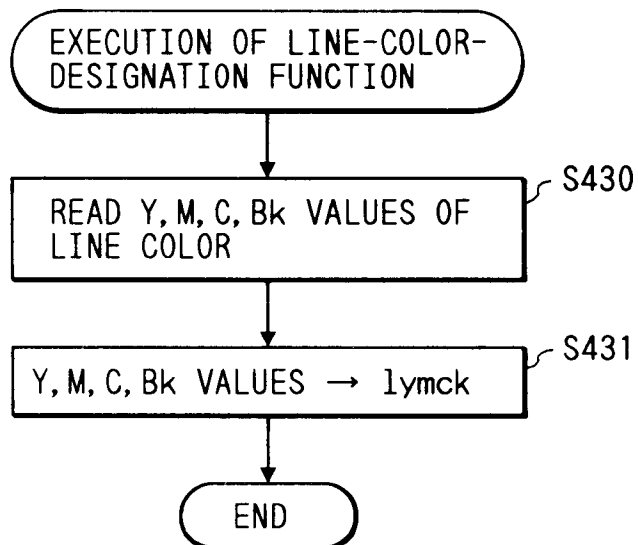 EXECUTION OF LINE-COLOR-
DESIGNATION FUNCTION
S430
READ Y, M, C, Bk VALUES OF
LINE COLOR
S431
Y, M, C, Bk VALUES → lymck
END